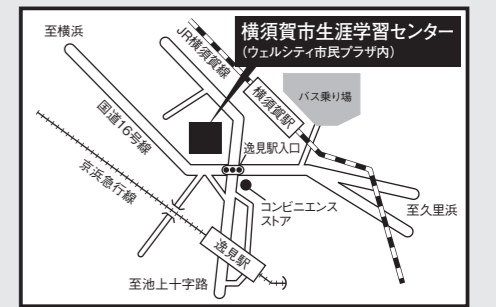 横須賀市生涯学習センター
(ウェルシティ市民プラザ内)
至横浜
JR横須賀線
横須賀駅
バス乗り場
国道16号線
逸見駅入口
京浜急行線
コンビニエンス
ストア
至久里浜
逸見駅
至池上十字路